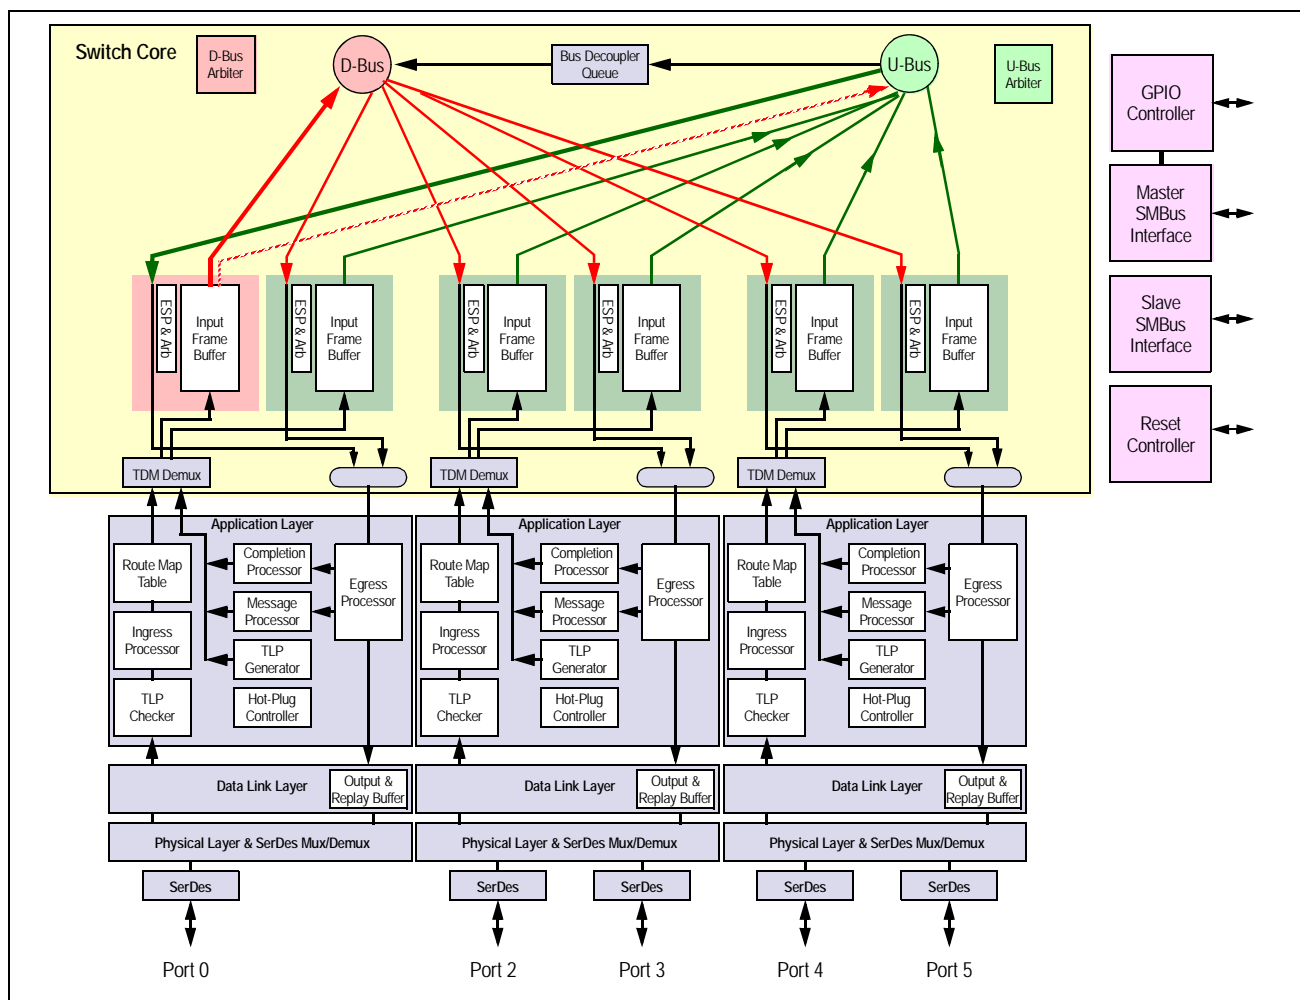 Switch Core
D-Bus
Arbiter
D-Bus
Bus Decoupler
Queue
U-Bus
U-Bus
Arbiter
GPIO
Controller
Master
SMBus
Interface
Slave
SMBus
Interface
Reset
Controller
ESP & Arb
Input
Frame
Buffer
ESP & Arb
Input
Frame
Buffer
ESP & Arb
Input
Frame
Buffer
ESP & Arb
Input
Frame
Buffer
ESP & Arb
Input
Frame
Buffer
ESP & Arb
Input
Frame
Buffer
TDM Demux
TDM Demux
TDM Demux
Application Layer
Route Map
Table
Ingress
Processor
TLP
Checker
Completion
Processor
Message
Processor
TLP
Generator
Hot-Plug
Controller
Egress
Processor
Application Layer
Route Map
Table
Ingress
Processor
TLP
Checker
Completion
Processor
Message
Processor
TLP
Generator
Hot-Plug
Controller
Egress
Processor
Application Layer
Route Map
Table
Ingress
Processor
TLP
Checker
Completion
Processor
Message
Processor
TLP
Generator
Hot-Plug
Controller
Egress
Processor
Data Link Layer
Output &
Replay Buffer
Data Link Layer
Output &
Replay Buffer
Data Link Layer
Output &
Replay Buffer
Physical Layer & SerDes Mux/Demux
Physical Layer & SerDes Mux/Demux
Physical Layer & SerDes Mux/Demux
SerDes
SerDes
SerDes
SerDes
SerDes
Port 0
Port 2
Port 3
Port 4
Port 5